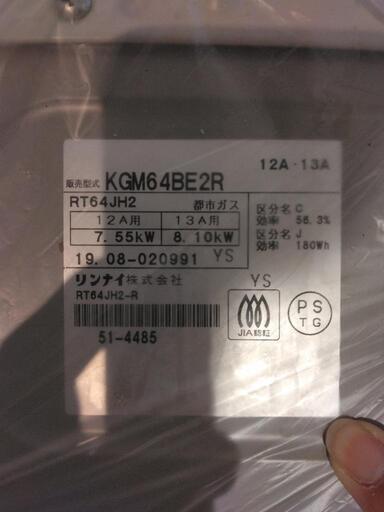 12A・13A
販売型式 KGM64BE2R
RT64JH2 都市ガス
12A用 13A用
7.55kW 8.10kW
区分名 C
効率 56.3%
区分名 J
効率 180Wh
19.08-020991 YS
リンナイ株式会社
RT64JH2-R
YS
JIA認証
PS
TG
51-4485